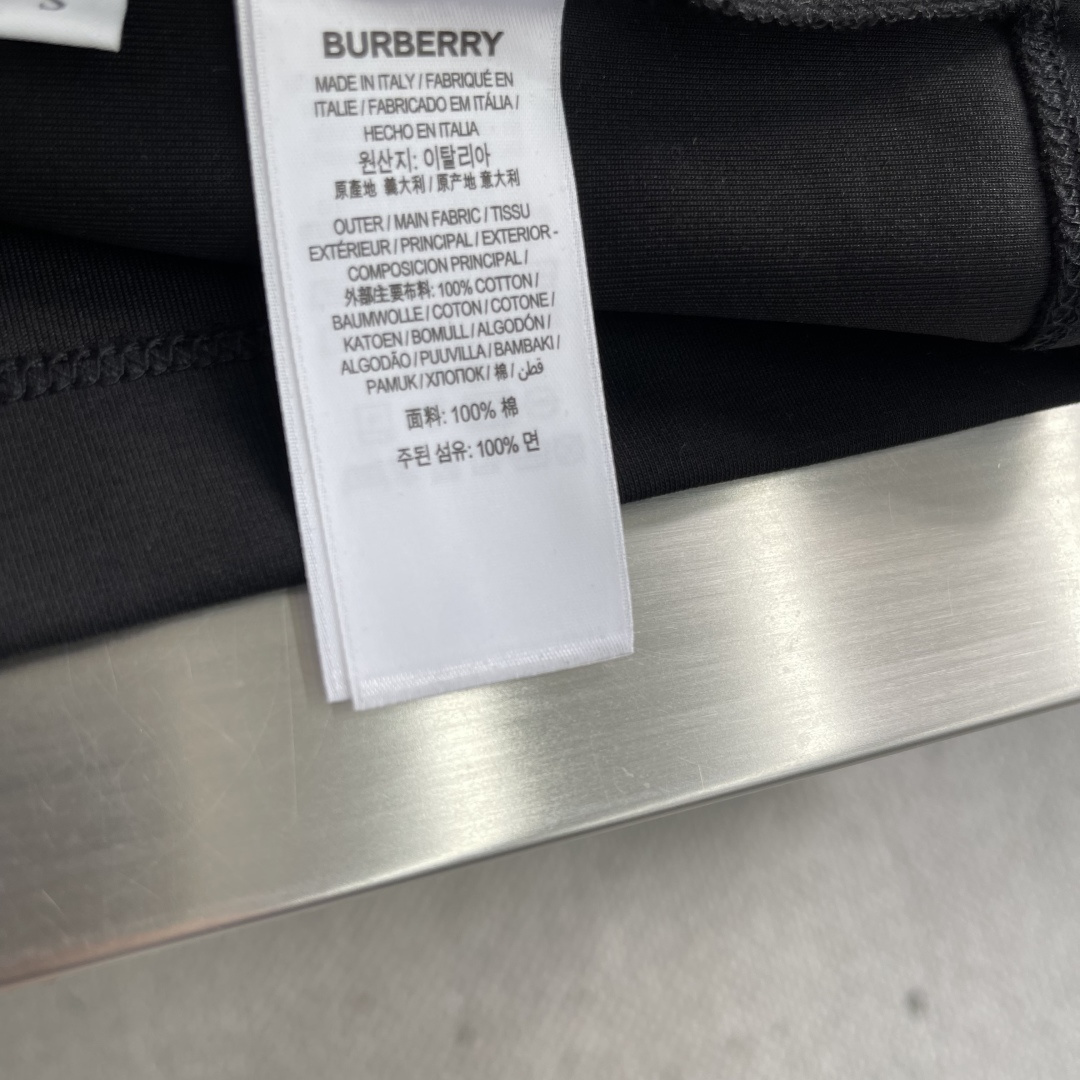 S
BURBERRY
MADE IN ITALY / FABRIQUÉ EN
ITALIE / FABRICADO EM ITÁLIA /
HECHO EN ITALIA
원산지: 이탈리아
原產地 義大利 / 原产地 意大利
OUTER / MAIN FABRIC / TISSU
EXTÉRIEUR / PRINCIPAL / EXTERIOR -
COMPOSICION PRINCIPAL /
外部/主要布料: 100% COTTON /
BAUMWOLLE / COTON / COTONE /
KATOEN / BOMULL / ALGODÓN /
ALGODÃO / PUUVILLA / BAMBAKI /
PAMUK / ХЛОПОК / 棉 / قطن
面料: 100% 棉
주된 섬유: 100% 면